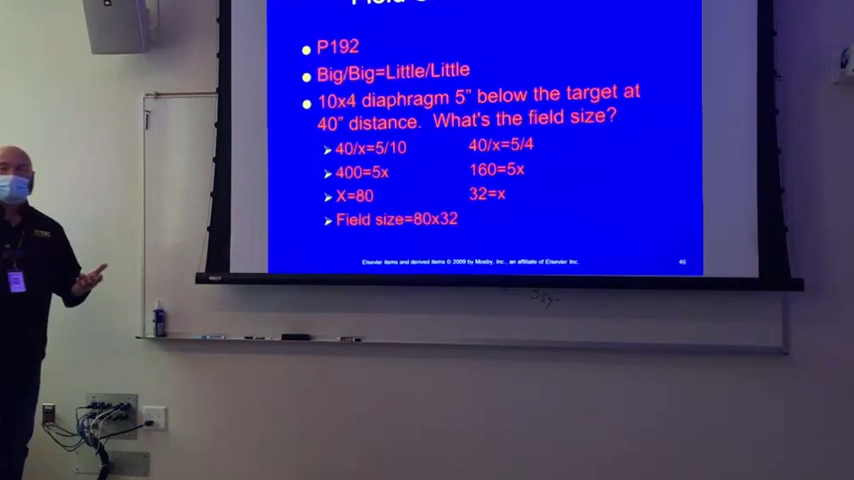 P192
Big/Big=Little/Little
10x4 diaphragm 5" below the target at
40" distance. What's the field size?
40/x=5/10 40/x=5/4
400=5x 160=5x
X=80 32=x
Field size=80x32
Elsevier items and derived items © 2009 by Mosby, Inc., an affiliate of Elsevier Inc. 46